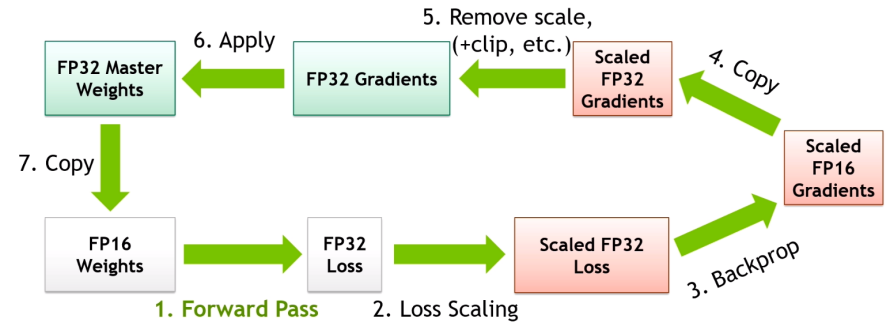 6. Apply
5. Remove scale,
(+clip, etc.)
4. Copy
FP32 Master
Weights
FP32 Gradients
Scaled
FP32
Gradients
Scaled
FP16
Gradients
7. Copy
FP16
Weights
FP32
Loss
Scaled FP32
Loss
3. Backprop
1. Forward Pass
2. Loss Scaling